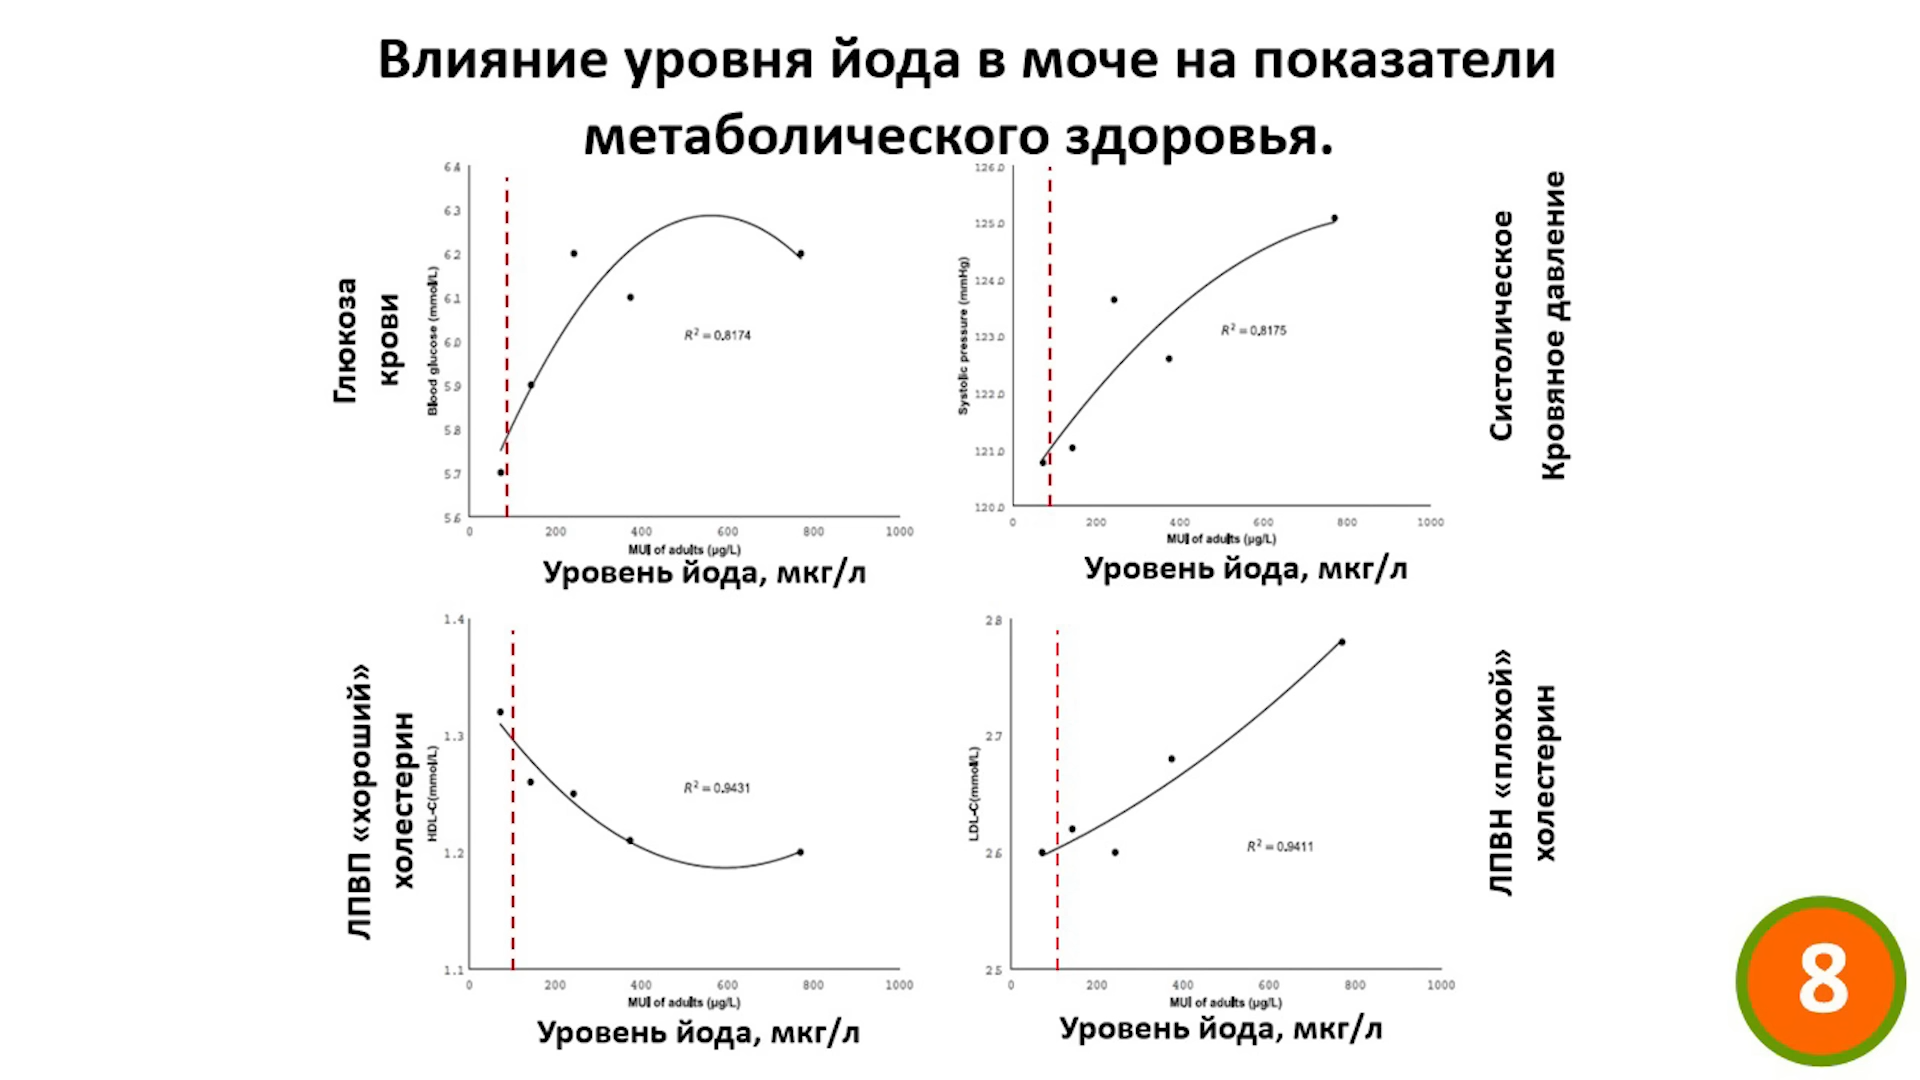 Влияние уровня йода в моче на показатели
метаболического здоровья.
Глюкоза
крови
Blood glucose (mmol/L)
6.4
6.3
6.2
6.1
6.0
5.9
5.8
5.7
5.6
R² = 0.8174
0 200 400 600 800 1000
MUI of adults (µg/L)
Уровень йода, мкг/л
Systolic pressure (mmHg)
126.0
125.0
124.0
123.0
122.0
121.0
120.0
R² = 0.8175
0 200 400 600 800 1000
MUI of adults (µg/L)
Уровень йода, мкг/л
Систолическое
Кровяное давление
ЛПВП «хороший»
холестерин
HDL-C(mmol/L)
1.4
1.3
1.2
1.1
R² = 0.9431
0 200 400 600 800 1000
MUI of adults (µg/L)
Уровень йода, мкг/л
LDL-C(mmol/L)
2.8
2.7
2.6
2.5
R² = 0.9411
0 200 400 600 800 1000
MUI of adults (µg/L)
Уровень йода, мкг/л
ЛПВН «плохой»
холестерин
8